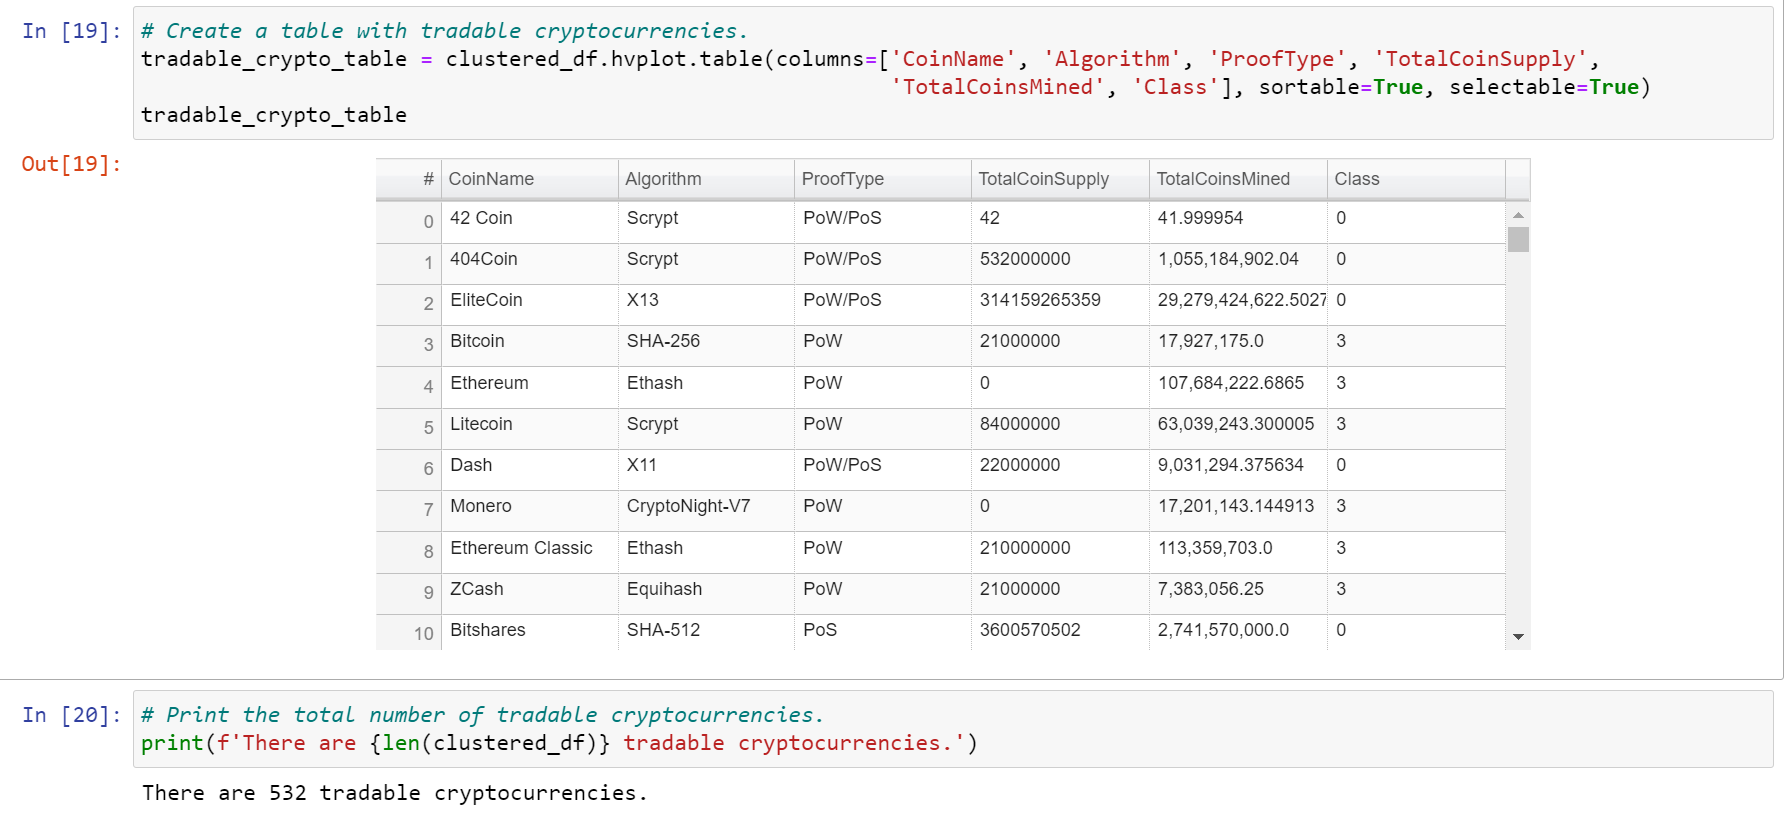 In [19]: # Create a table with tradable cryptocurrencies.
tradable_crypto_table = clustered_df.hvplot.table(columns=['CoinName', 'Algorithm', 'ProofType', 'TotalCoinSupply',
'TotalCoinsMined', 'Class'], sortable=True, selectable=True)
tradable_crypto_table
Out[19]:
# CoinName Algorithm ProofType TotalCoinSupply TotalCoinsMined Class
0 42 Coin Scrypt PoW/PoS 42 41.999954 0
1 404Coin Scrypt PoW/PoS 532000000 1,055,184,902.04 0
2 EliteCoin X13 PoW/PoS 314159265359 29,279,424,622.5027 0
3 Bitcoin SHA-256 PoW 21000000 17,927,175.0 3
4 Ethereum Ethash PoW 0 107,684,222.6865 3
5 Litecoin Scrypt PoW 84000000 63,039,243.300005 3
6 Dash X11 PoW/PoS 22000000 9,031,294.375634 0
7 Monero CryptoNight-V7 PoW 0 17,201,143.144913 3
8 Ethereum Classic Ethash PoW 210000000 113,359,703.0 3
9 ZCash Equihash PoW 21000000 7,383,056.25 3
10 Bitshares SHA-512 PoS 3600570502 2,741,570,000.0 0
In [20]: # Print the total number of tradable cryptocurrencies.
print(f'There are {len(clustered_df)} tradable cryptocurrencies.')
There are 532 tradable cryptocurrencies.